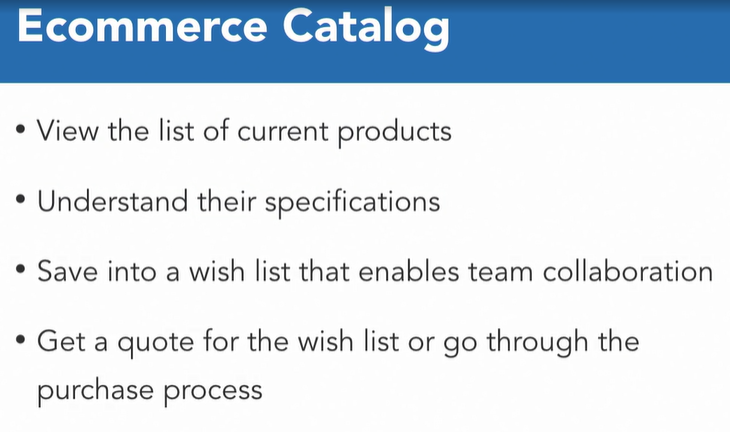 Ecommerce Catalog
• View the list of current products
• Understand their specifications
• Save into a wish list that enables team collaboration
• Get a quote for the wish list or go through the
purchase process